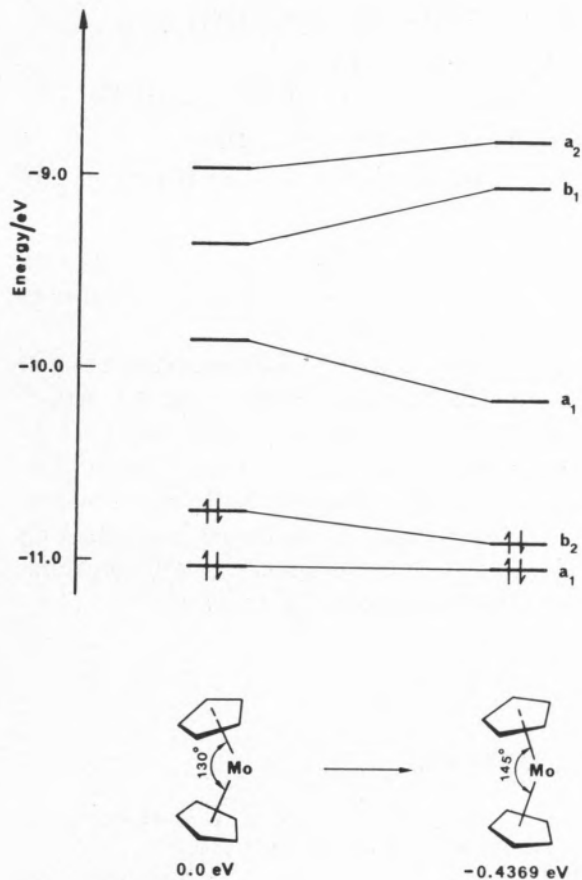 Energy/eV
-9.0
-10.0
-11.0
a2
b1
a1
b2
a1
130°
Mo
145°
Mo
0.0 eV
-0.4369 eV